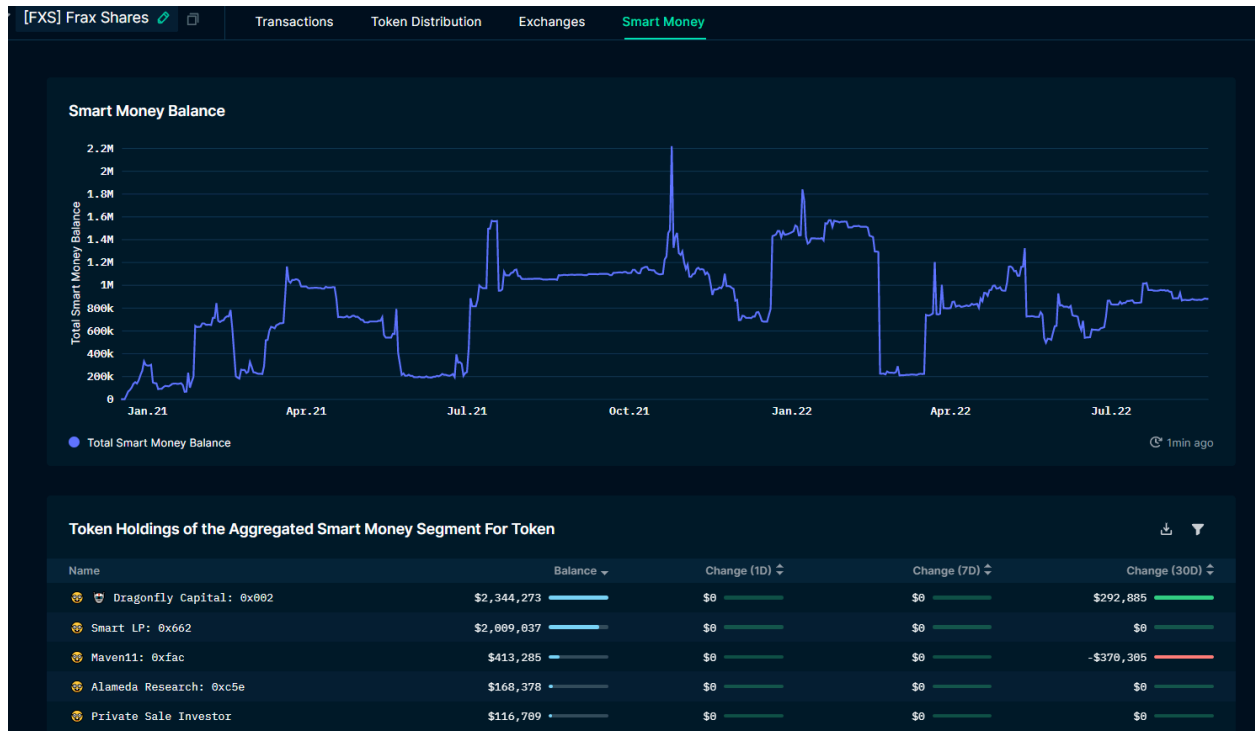 [FXS] Frax Shares Transactions Token Distribution Exchanges Smart Money
Smart Money Balance
Total Smart Money Balance
2.2M
2M
1.8M
1.6M
1.4M
1.2M
1M
800k
600k
400k
200k
0
Jan.21 Apr.21 Jul.21 Oct.21 Jan.22 Apr.22 Jul.22
Total Smart Money Balance 1min ago
Token Holdings of the Aggregated Smart Money Segment For Token
Name Balance Change (1D) Change (7D) Change (30D)
Dragonfly Capital: 0x002 $2,344,273 $0 $0 $292,885
Smart LP: 0x662 $2,009,037 $0 $0 $0
Maven11: 0xfac $413,285 $0 $0 -$370,305
Alameda Research: 0xc5e $168,378 $0 $0 $0
Private Sale Investor $116,709 $0 $0 $0